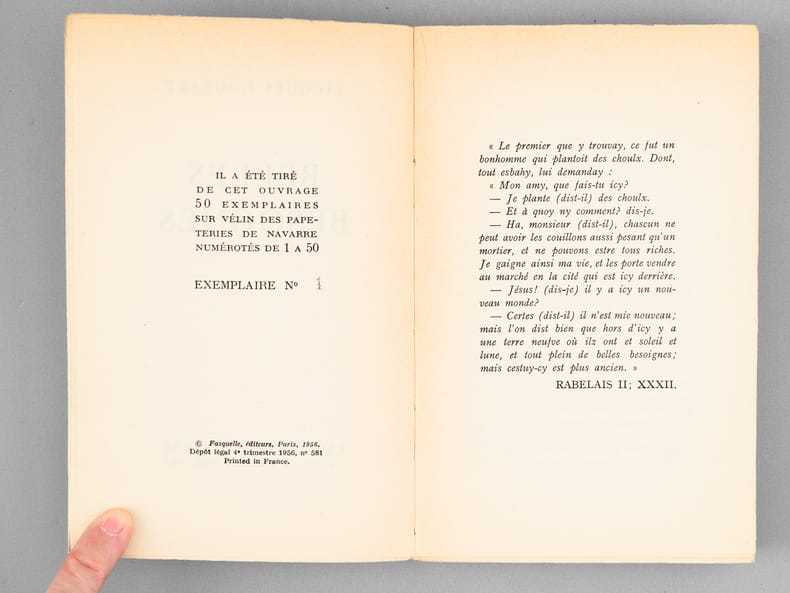 IL A ÉTÉ TIRÉ
DE CET OUVRAGE
50 EXEMPLAIRES
SUR VÉLIN DES PAPE-
TERIES DE NAVARRE
NUMÉROTÉS DE 1 A 50
EXEMPLAIRE Nº 1
© Fasquelle, éditeurs, Paris, 1956.
Dépôt légal 4e trimestre 1956, nº 581
Printed in France.
« Le premier que y trouvay, ce fut un
bonhomme qui plantoit des choulx. Dont,
tout esbahy, lui demanday :
« Mon amy, que fais-tu icy?
— Je plante (dist-il) des choulx.
— Et à quoy ny comment? dis-je.
— Ha, monsieur (dist-il), chascun ne
peut avoir les couillons aussi pesant qu'un
mortier, et ne pouvons estre tous riches.
Je gaigne ainsi ma vie, et les porte vendre
au marché en la cité qui est icy derrière.
— Jésus! (dis-je) il y a icy un nou-
veau monde?
— Certes (dist-il) il n'est mie nouveau;
mais l'on dist bien que hors d'icy y a
une terre neufve où ilz ont et soleil et
lune, et tout plein de belles besoignes;
mais cestuy-cy est plus ancien. »
RABELAIS II; XXXII.